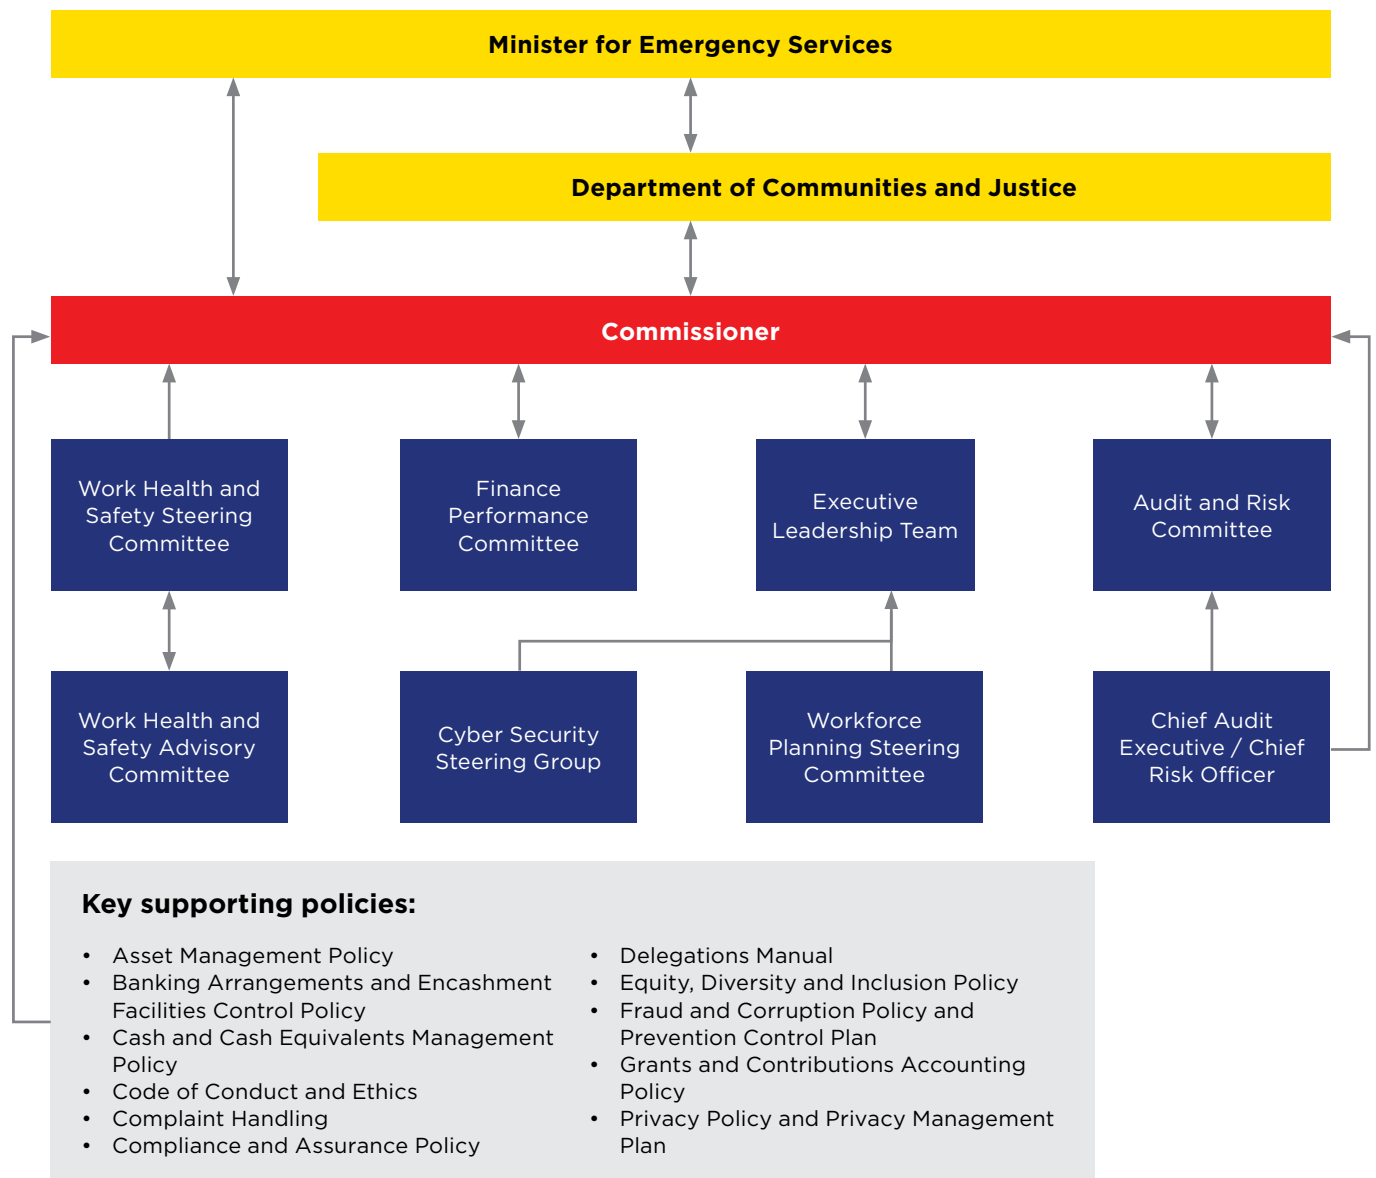 Minister for Emergency Services
Department of Communities and Justice
Commissioner
Work Health and
Safety Steering
Committee
Finance
Performance
Committee
Executive
Leadership Team
Audit and Risk
Committee
Work Health and
Safety Advisory
Committee
Cyber Security
Steering Group
Workforce
Planning Steering
Committee
Chief Audit
Executive / Chief
Risk Officer
Key supporting policies:
• Asset Management Policy
• Banking Arrangements and Encashment
Facilities Control Policy
• Cash and Cash Equivalents Management
Policy
• Code of Conduct and Ethics
• Complaint Handling
• Compliance and Assurance Policy
• Delegations Manual
• Equity, Diversity and Inclusion Policy
• Fraud and Corruption Policy and
Prevention Control Plan
• Grants and Contributions Accounting
Policy
• Privacy Policy and Privacy Management
Plan